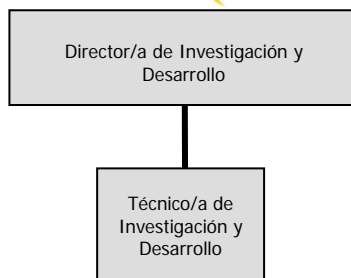 Director/a de Investigación y
Desarrollo
Técnico/a de
Investigación y
Desarrollo